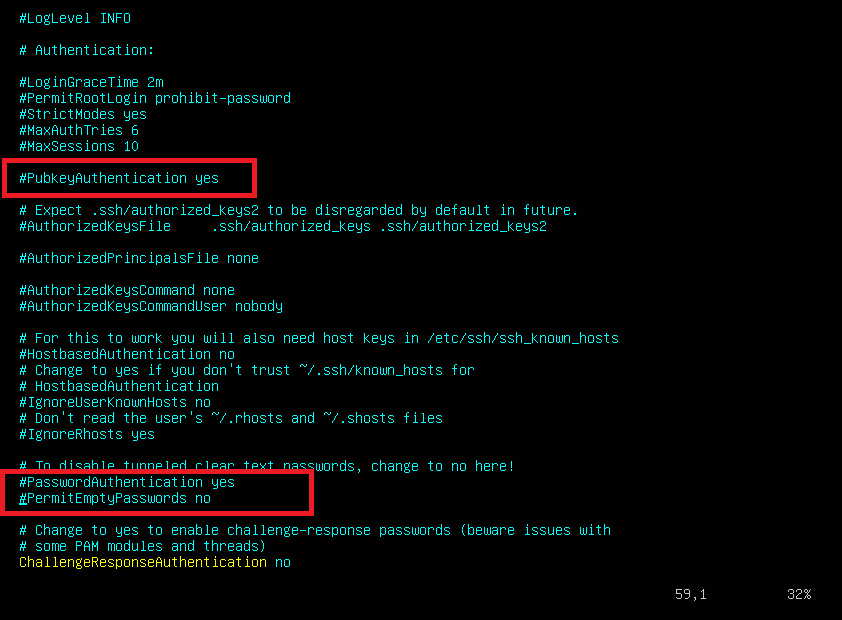 #LogLevel INFO
# Authentication:
#LoginGraceTime 2m
#PermitRootLogin prohibit-password
#StrictModes yes
#MaxAuthTries 6
#MaxSessions 10
#PubkeyAuthentication yes
# Expect .ssh/authorized_keys2 to be disregarded by default in future.
#AuthorizedKeysFile     .ssh/authorized_keys .ssh/authorized_keys2
#AuthorizedPrincipalsFile none
#AuthorizedKeysCommand none
#AuthorizedKeysCommandUser nobody
# For this to work you will also need host keys in /etc/ssh/ssh_known_hosts
#HostbasedAuthentication no
# Change to yes if you don't trust ~/.ssh/known_hosts for
# HostbasedAuthentication
#IgnoreUserKnownHosts no
# Don't read the user's ~/.rhosts and ~/.shosts files
#IgnoreRhosts yes
# To disable tunneled clear text passwords, change to no here!
#PasswordAuthentication yes
#PermitEmptyPasswords no
# Change to yes to enable challenge-response passwords (beware issues with
# some PAM modules and threads)
ChallengeResponseAuthentication no
59,1 32%